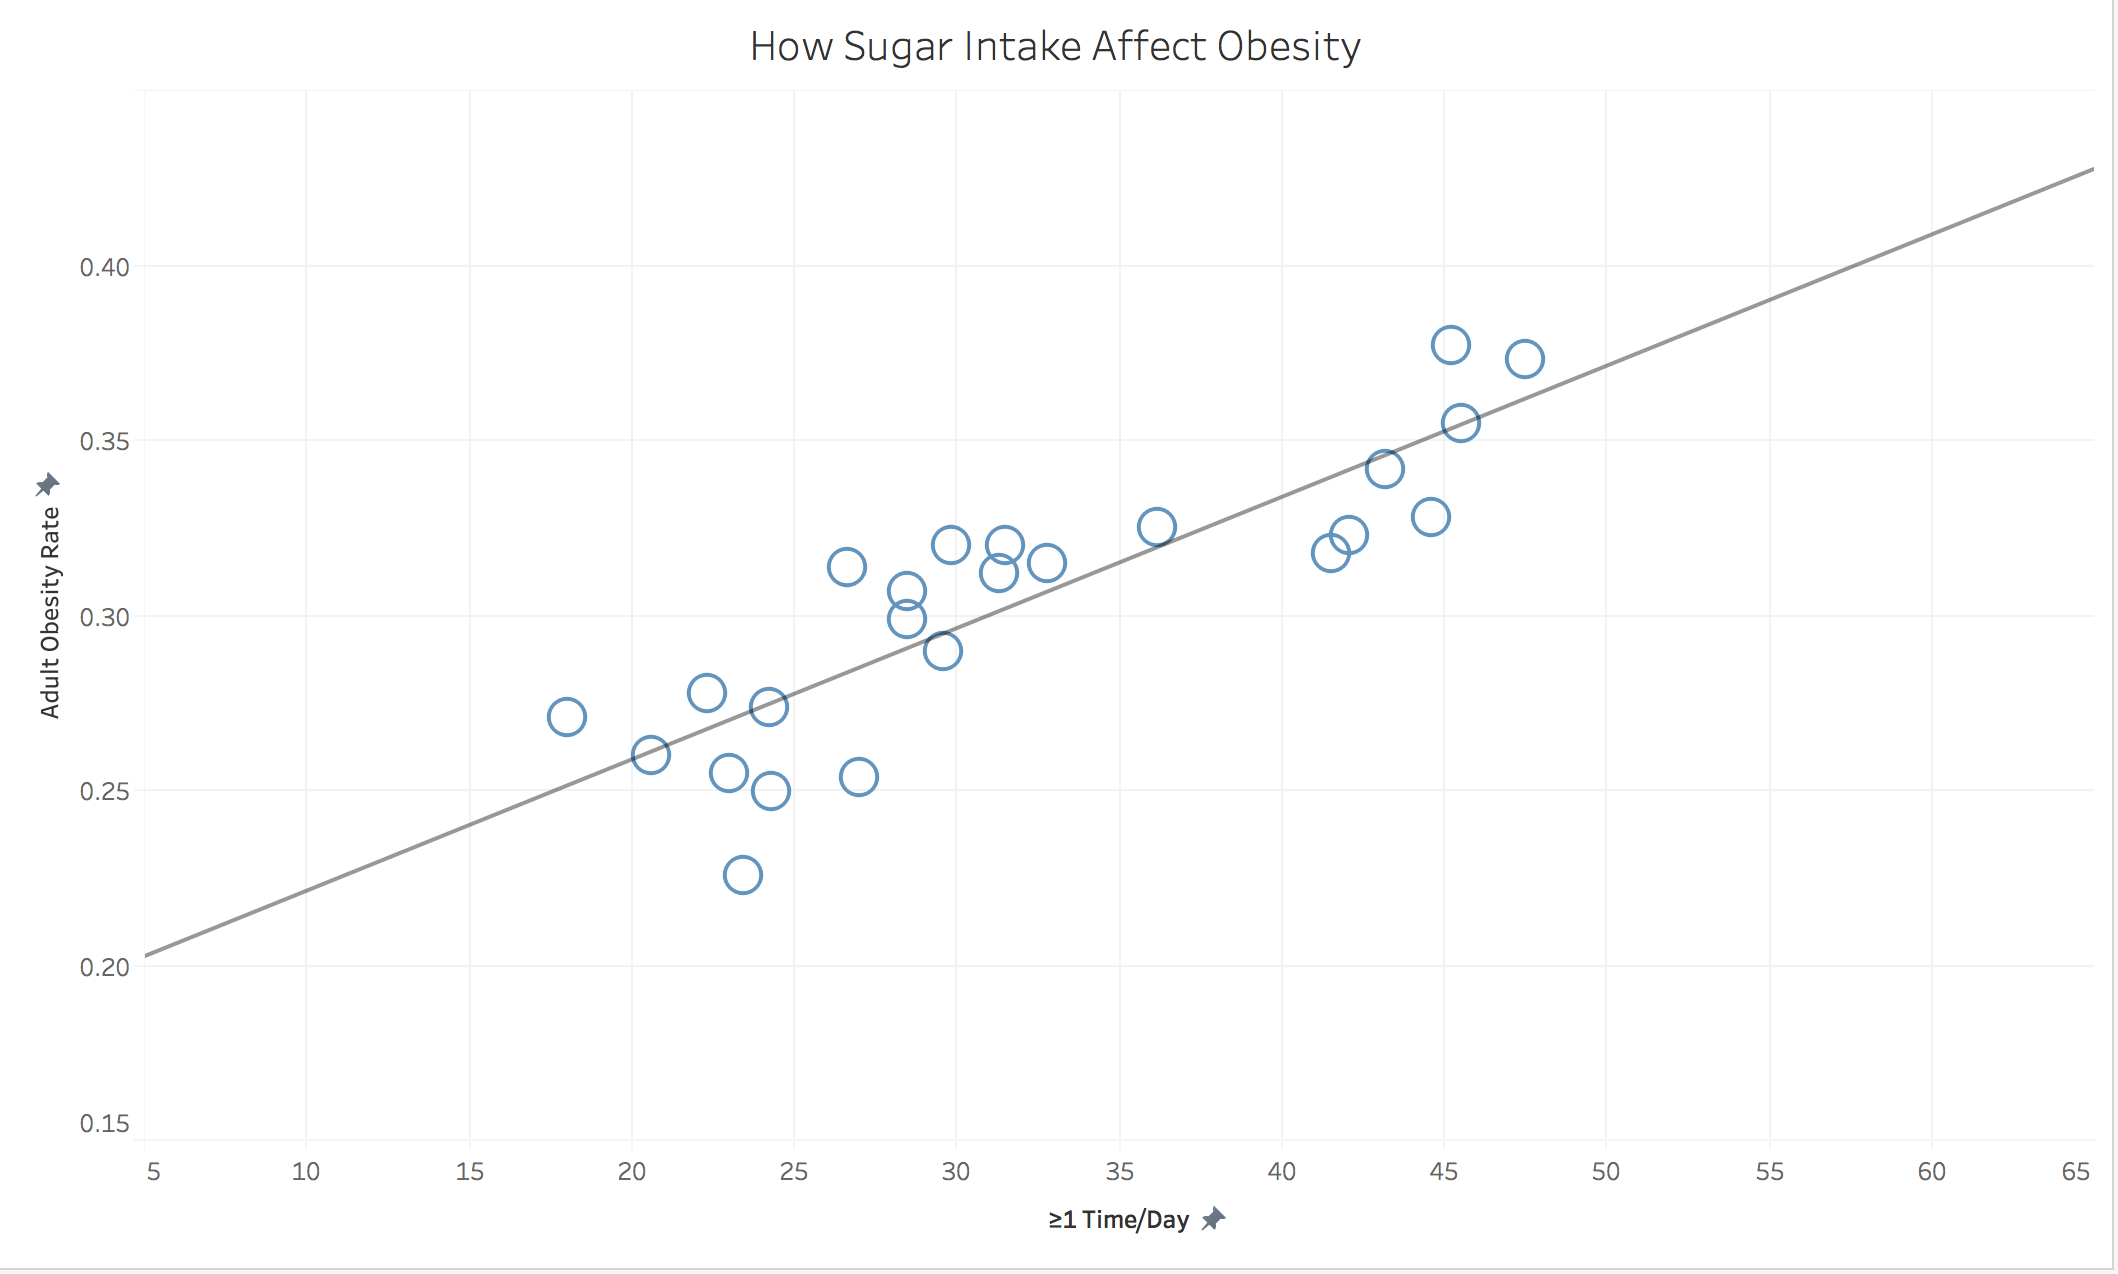 How Sugar Intake Affect Obesity
Adult Obesity Rate
0.40
0.35
0.30
0.25
0.20
0.15
5 10 15 20 25 30 35 40 45 50 55 60 65
≥1 Time/Day